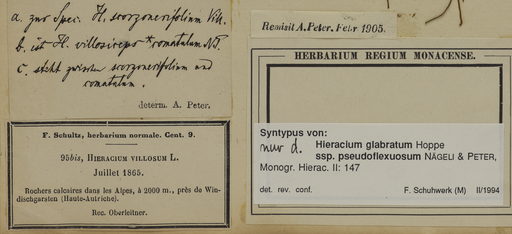 a. zur Spec. H. scorzonerifolium Vill.
b. ist H. villosiceps *comatulum NP.
c. steht zwischen scorzonerifolium und
comatulum.
determ. A. Peter.
F. Schultz, herbarium normale. Cent. 9.
95bis, HIERACIUM VILLOSUM L.
Juillet 1865.
Rochers calcaires dans les Alpes, à 2000 m., près de Win-
dischgarsten (Haute-Autriche).
Rec. Oberleitner.
Remisit A. Peter. Febr 1905.
HERBARIUM REGIUM MONACENSE.
Syntypus von:
nur d. Hieracium glabratum Hoppe
ssp. pseudoflexuosum NÄGELI & PETER,
Monogr. Hierac. II: 147
det. rev. conf. F. Schuhwerk (M) II/1994